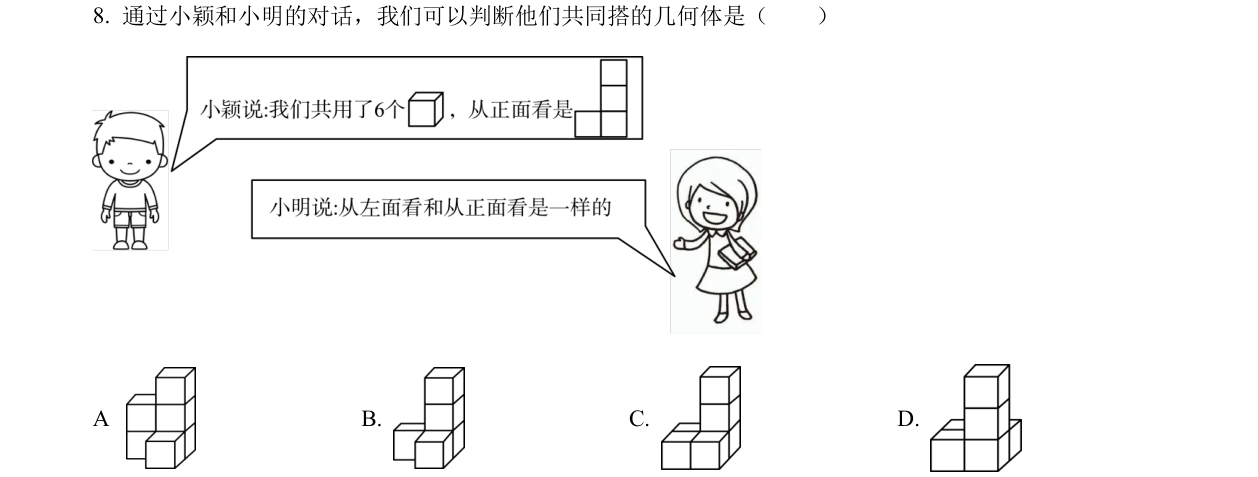 8. 通过小颖和小明的对话，我们可以判断他们共同搭的几何体是（　　）
小颖说:我们共用了6个　，从正面看是
小明说:从左面看和从正面看是一样的
A　B.　C.　D.